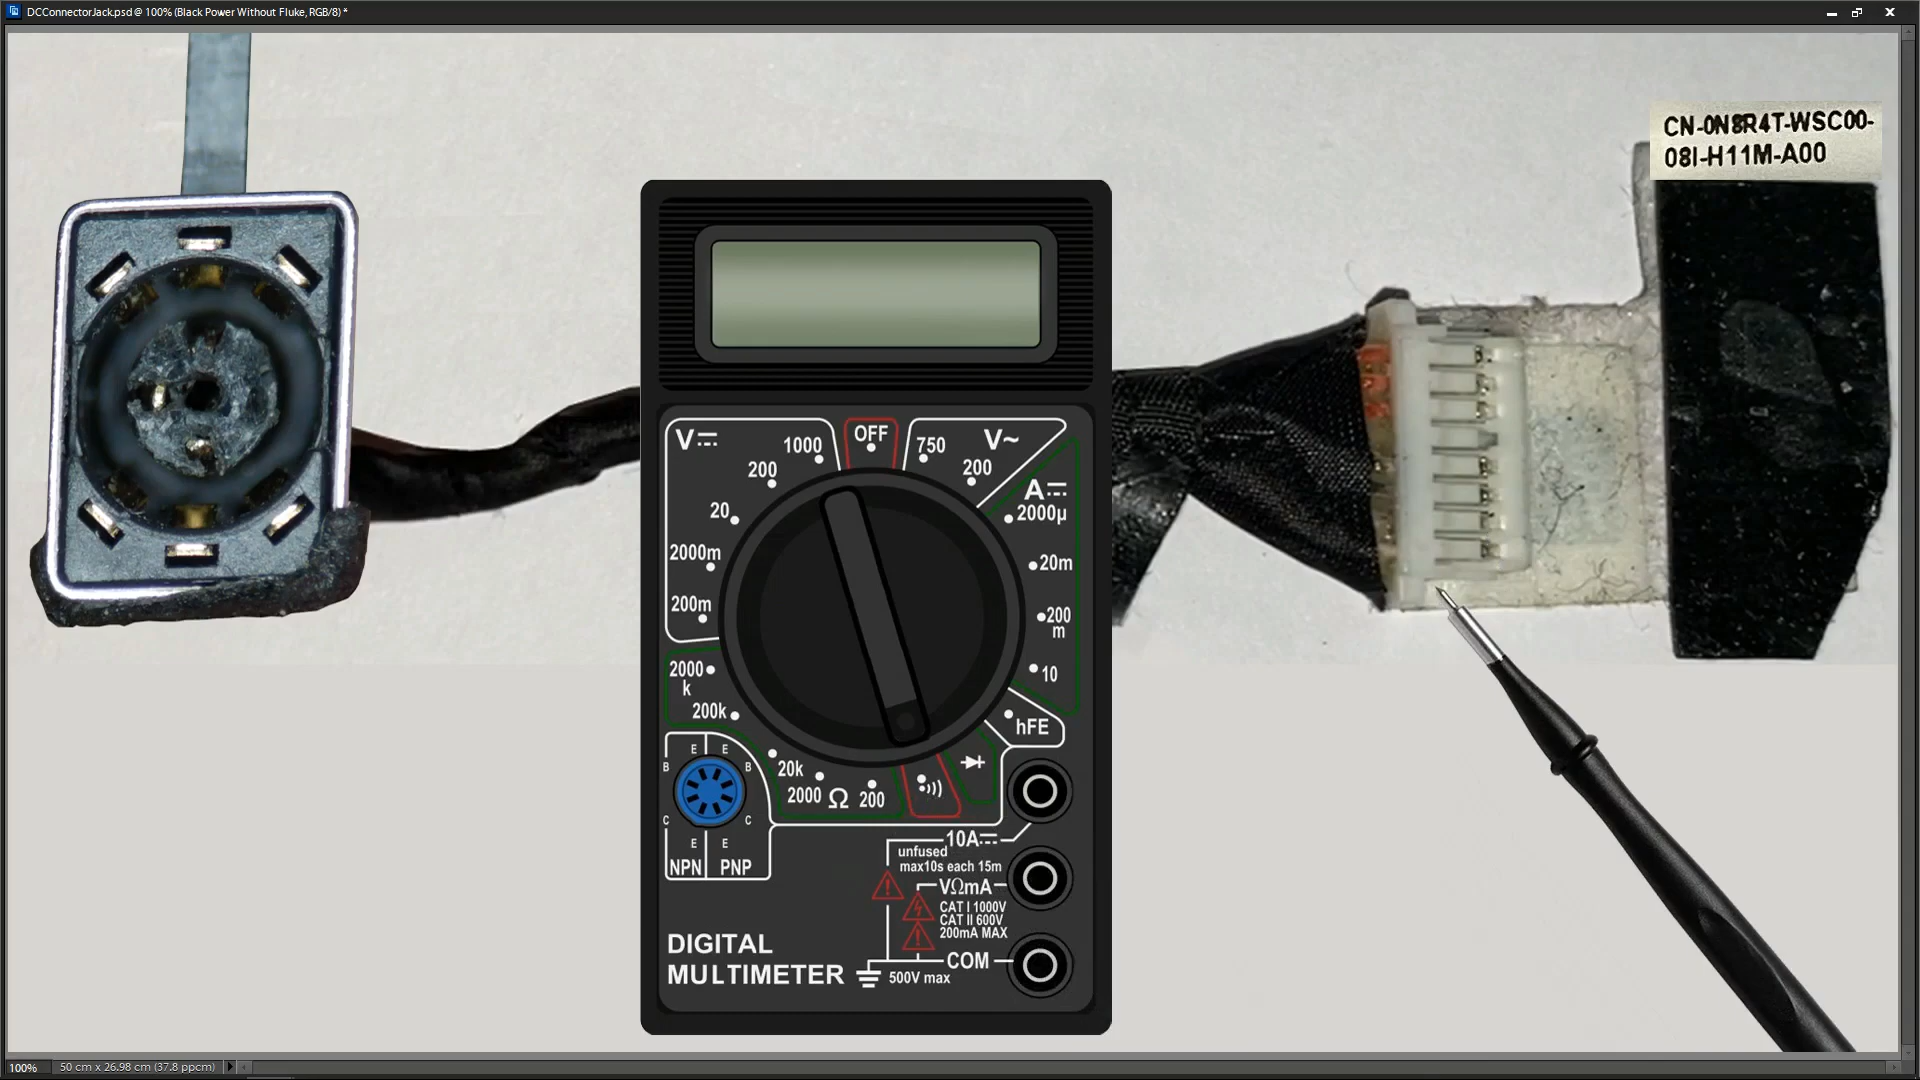 DCConnectorJack.psd @ 100% (Black Power Without Fluke, RGB/8) *
CN-0N8R4T-WSC00-
08I-H11M-A00
V
1000
OFF
750
V~
200
200
A
2000µ
20
2000m
20m
200m
200
m
2000
k
10
200k
hFE
E
E
B
B
20k
2000
Ω
200
C
C
E
E
NPN
PNP
10A
unfused
max10s each 15m
VΩmA
CAT I 1000V
CAT II 600V
200mA MAX
DIGITAL
MULTIMETER
COM
500V max
100%
50 cm x 26.98 cm (37.8 ppcm)